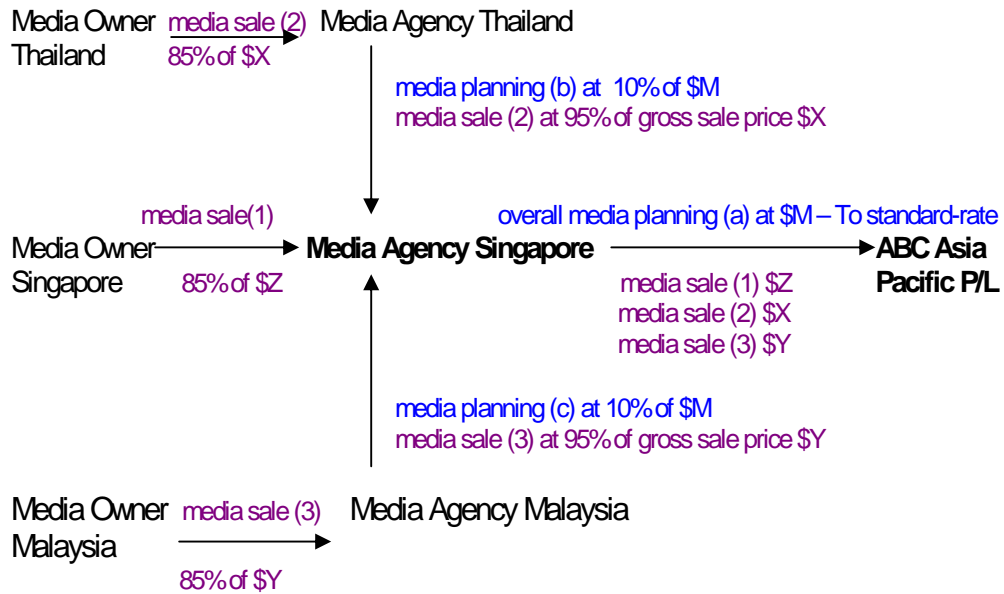 Media Owner media sale (2) Media Agency Thailand
Thailand 85% of $X
media planning (b) at 10% of $M
media sale (2) at 95% of gross sale price $X
media sale(1) overall media planning (a) at $M – To standard-rate
Media Owner Media Agency Singapore ABC Asia
Singapore 85% of $Z Pacific P/L
media sale (1) $Z
media sale (2) $X
media sale (3) $Y
media planning (c) at 10% of $M
media sale (3) at 95% of gross sale price $Y
Media Owner media sale (3) Media Agency Malaysia
Malaysia
85% of $Y